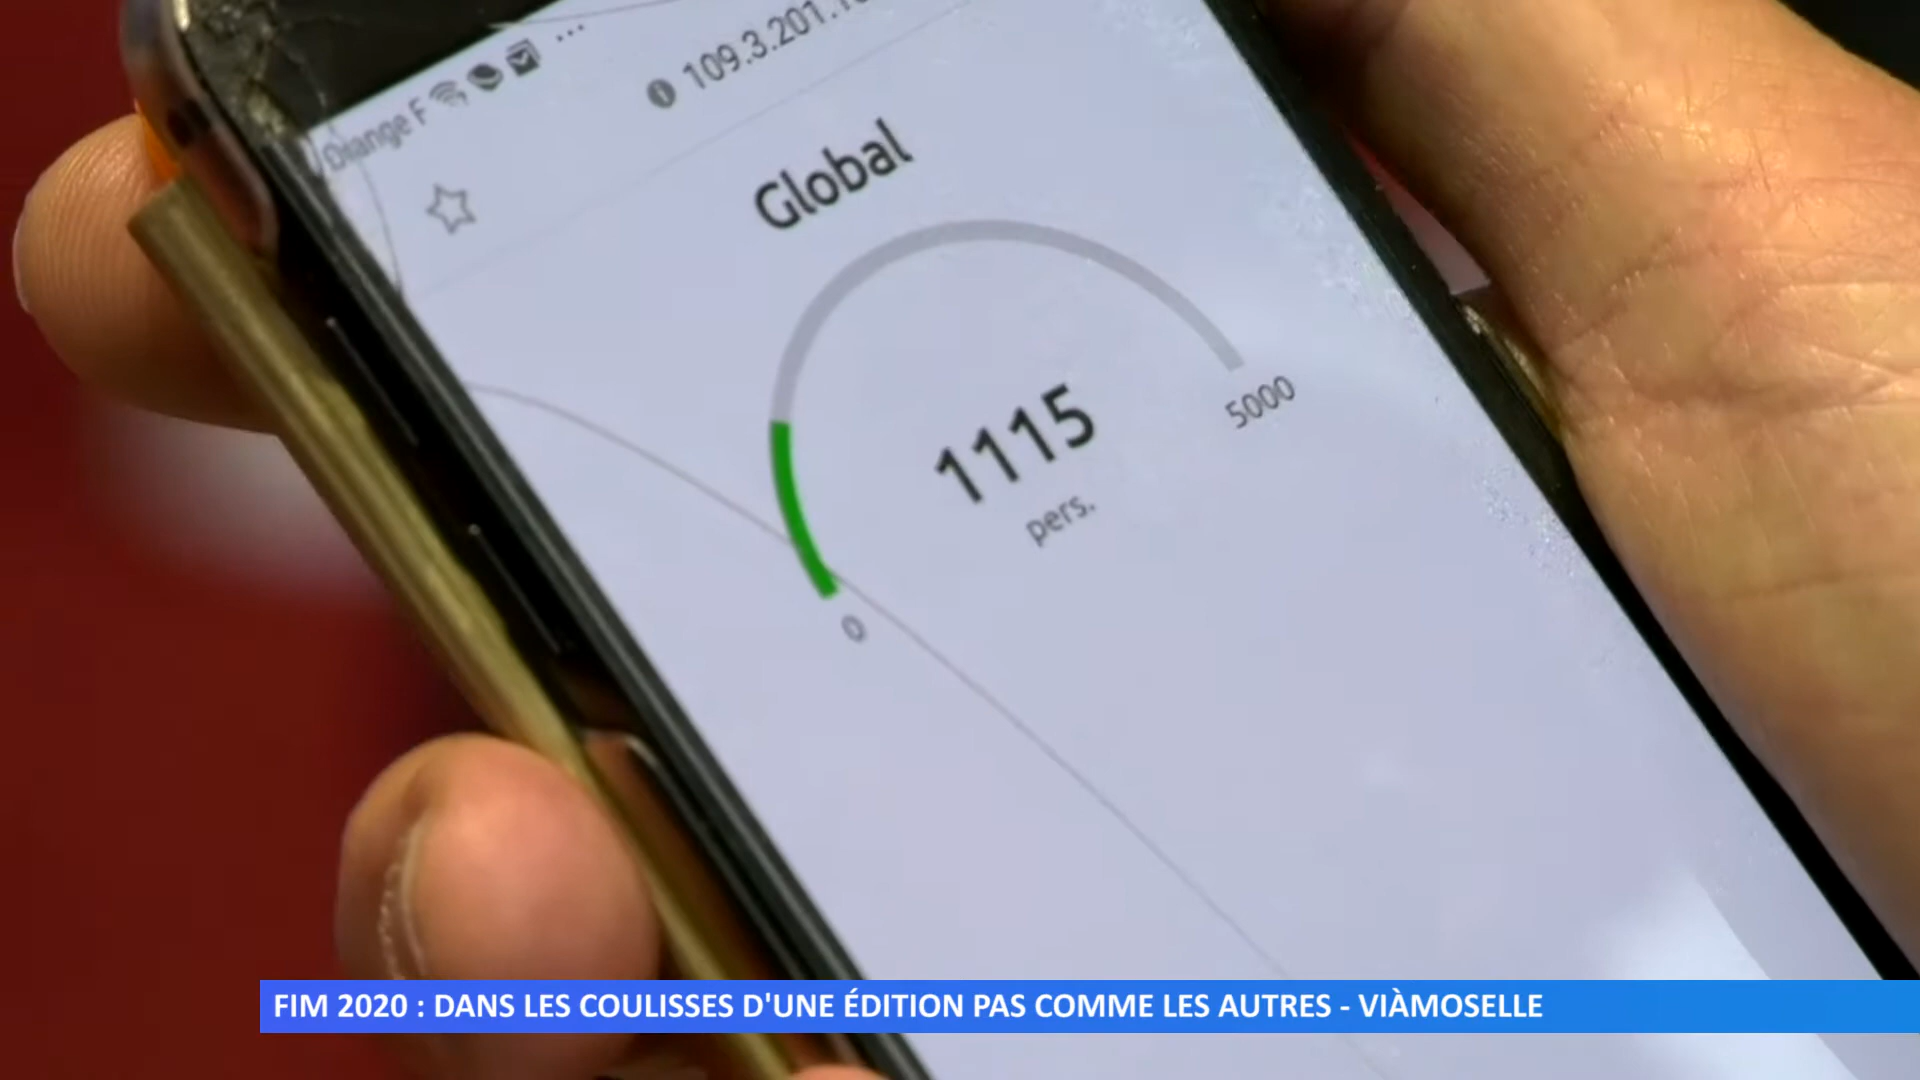 Orange F ...
109.3.201.1
Global
1115
pers.
0
5000
FIM 2020 : DANS LES COULISSES D'UNE ÉDITION PAS COMME LES AUTRES - VIÀMOSELLE